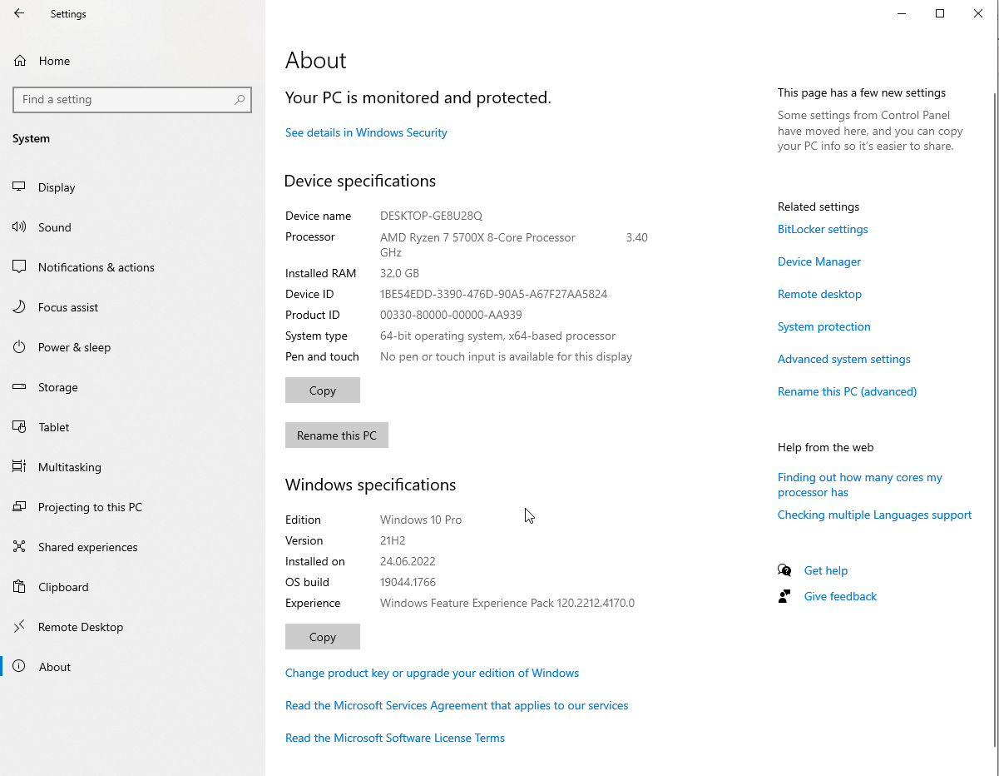 Settings
Home
Find a setting
System
Display
Sound
Notifications & actions
Focus assist
Power & sleep
Storage
Tablet
Multitasking
Projecting to this PC
Shared experiences
Clipboard
Remote Desktop
About
About
Your PC is monitored and protected.
See details in Windows Security
Device specifications
Device name DESKTOP-GE8U28Q
Processor AMD Ryzen 7 5700X 8-Core Processor 3.40
GHz
Installed RAM 32,0 GB
Device ID 1BE54EDD-3390-476D-90A5-A67F27AA5824
Product ID 00330-80000-00000-AA939
System type 64-bit operating system, x64-based processor
Pen and touch No pen or touch input is available for this display
Copy
Rename this PC
Windows specifications
Edition Windows 10 Pro
Version 21H2
Installed on 24.06.2022
OS build 19044.1766
Experience Windows Feature Experience Pack 120.2212.4170.0
Copy
Change product key or upgrade your edition of Windows
Read the Microsoft Services Agreement that applies to our services
Read the Microsoft Software License Terms
This page has a few new settings
Some settings from Control Panel
have moved here, and you can copy
your PC info so it’s easier to share.
Related settings
BitLocker settings
Device Manager
Remote desktop
System protection
Advanced system settings
Rename this PC (advanced)
Help from the web
Finding out how many cores my
processor has
Checking multiple Languages support
Get help
Give feedback